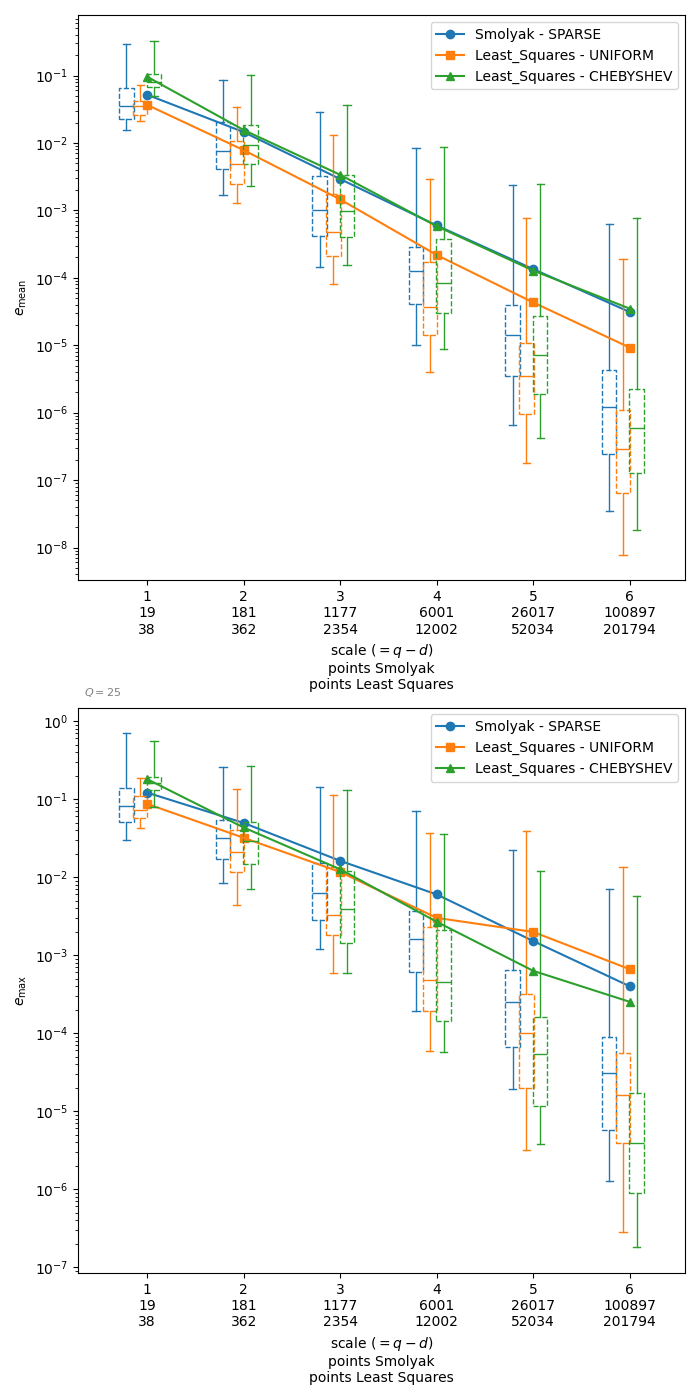 Smolyak - SPARSE
Least_Squares - UNIFORM
Least_Squares - CHEBYSHEV
10⁻¹
10⁻²
10⁻³
10⁻⁴
10⁻⁵
10⁻⁶
10⁻⁷
10⁻⁸
e_mean
1 2 3 4 5 6
19 181 1177 6001 26017 100897
38 362 2354 12002 52034 201794
scale (= q − d)
points Smolyak
points Least Squares
Q = 25
Smolyak - SPARSE
Least_Squares - UNIFORM
Least_Squares - CHEBYSHEV
10⁰
10⁻¹
10⁻²
10⁻³
10⁻⁴
10⁻⁵
10⁻⁶
10⁻⁷
e_max
1 2 3 4 5 6
19 181 1177 6001 26017 100897
38 362 2354 12002 52034 201794
scale (= q − d)
points Smolyak
points Least Squares